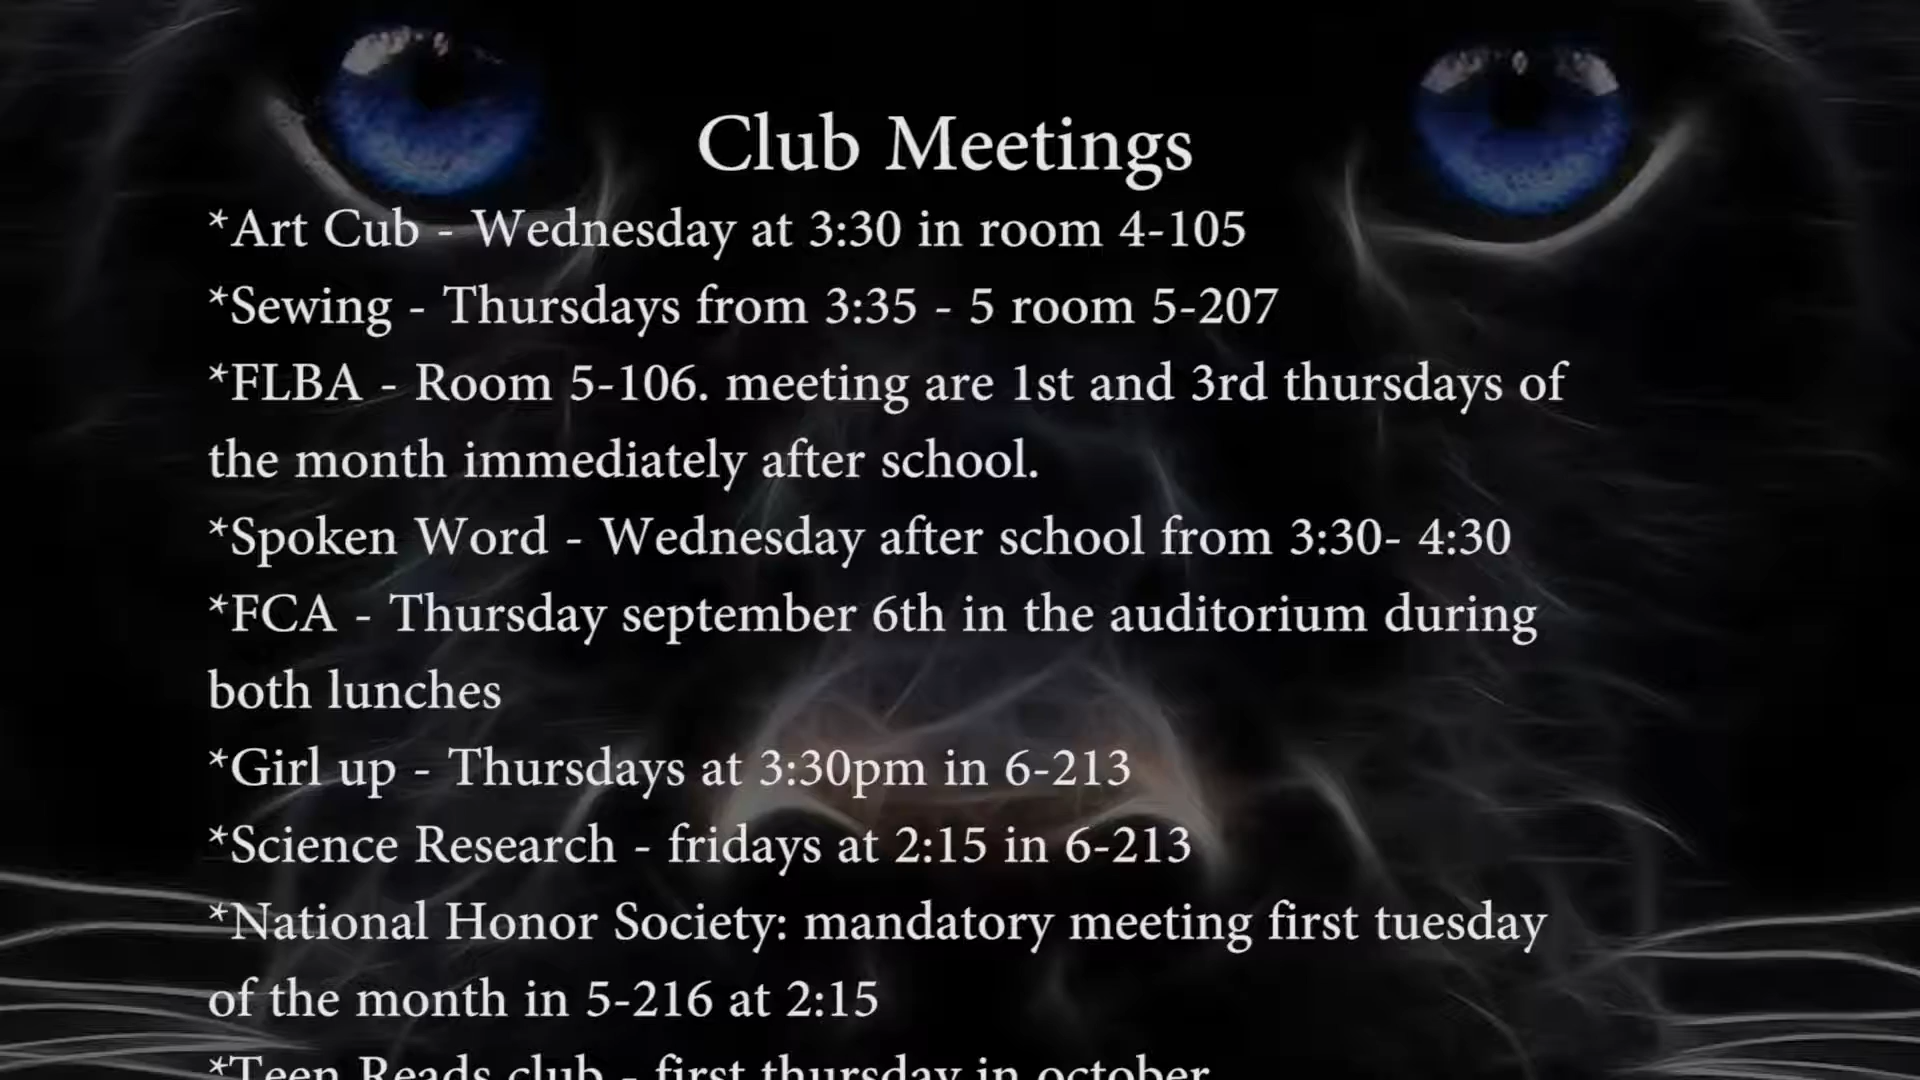 Club Meetings
*Art Cub - Wednesday at 3:30 in room 4-105
*Sewing - Thursdays from 3:35 - 5 room 5-207
*FLBA - Room 5-106. meeting are 1st and 3rd thursdays of
the month immediately after school.
*Spoken Word - Wednesday after school from 3:30- 4:30
*FCA - Thursday september 6th in the auditorium during
both lunches
*Girl up - Thursdays at 3:30pm in 6-213
*Science Research - fridays at 2:15 in 6-213
*National Honor Society: mandatory meeting first tuesday
of the month in 5-216 at 2:15
*Teen Reads club - first thursday in october